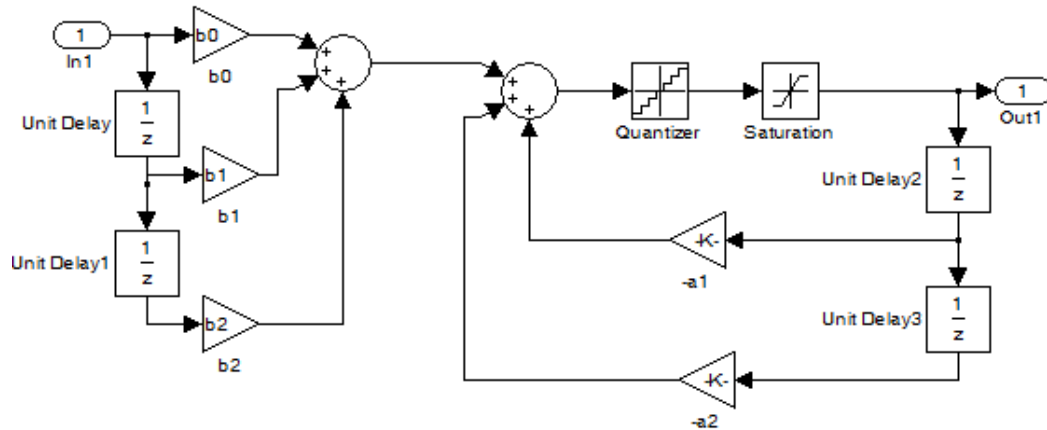 1
In1
b0
b0
+
+
+
Unit Delay
1
z
b1
b1
Unit Delay1
1
z
b2
b2
+
+
+
Quantizer
Saturation
1
Out1
Unit Delay2
1
z
-K-
-a1
Unit Delay3
1
z
-K-
-a2